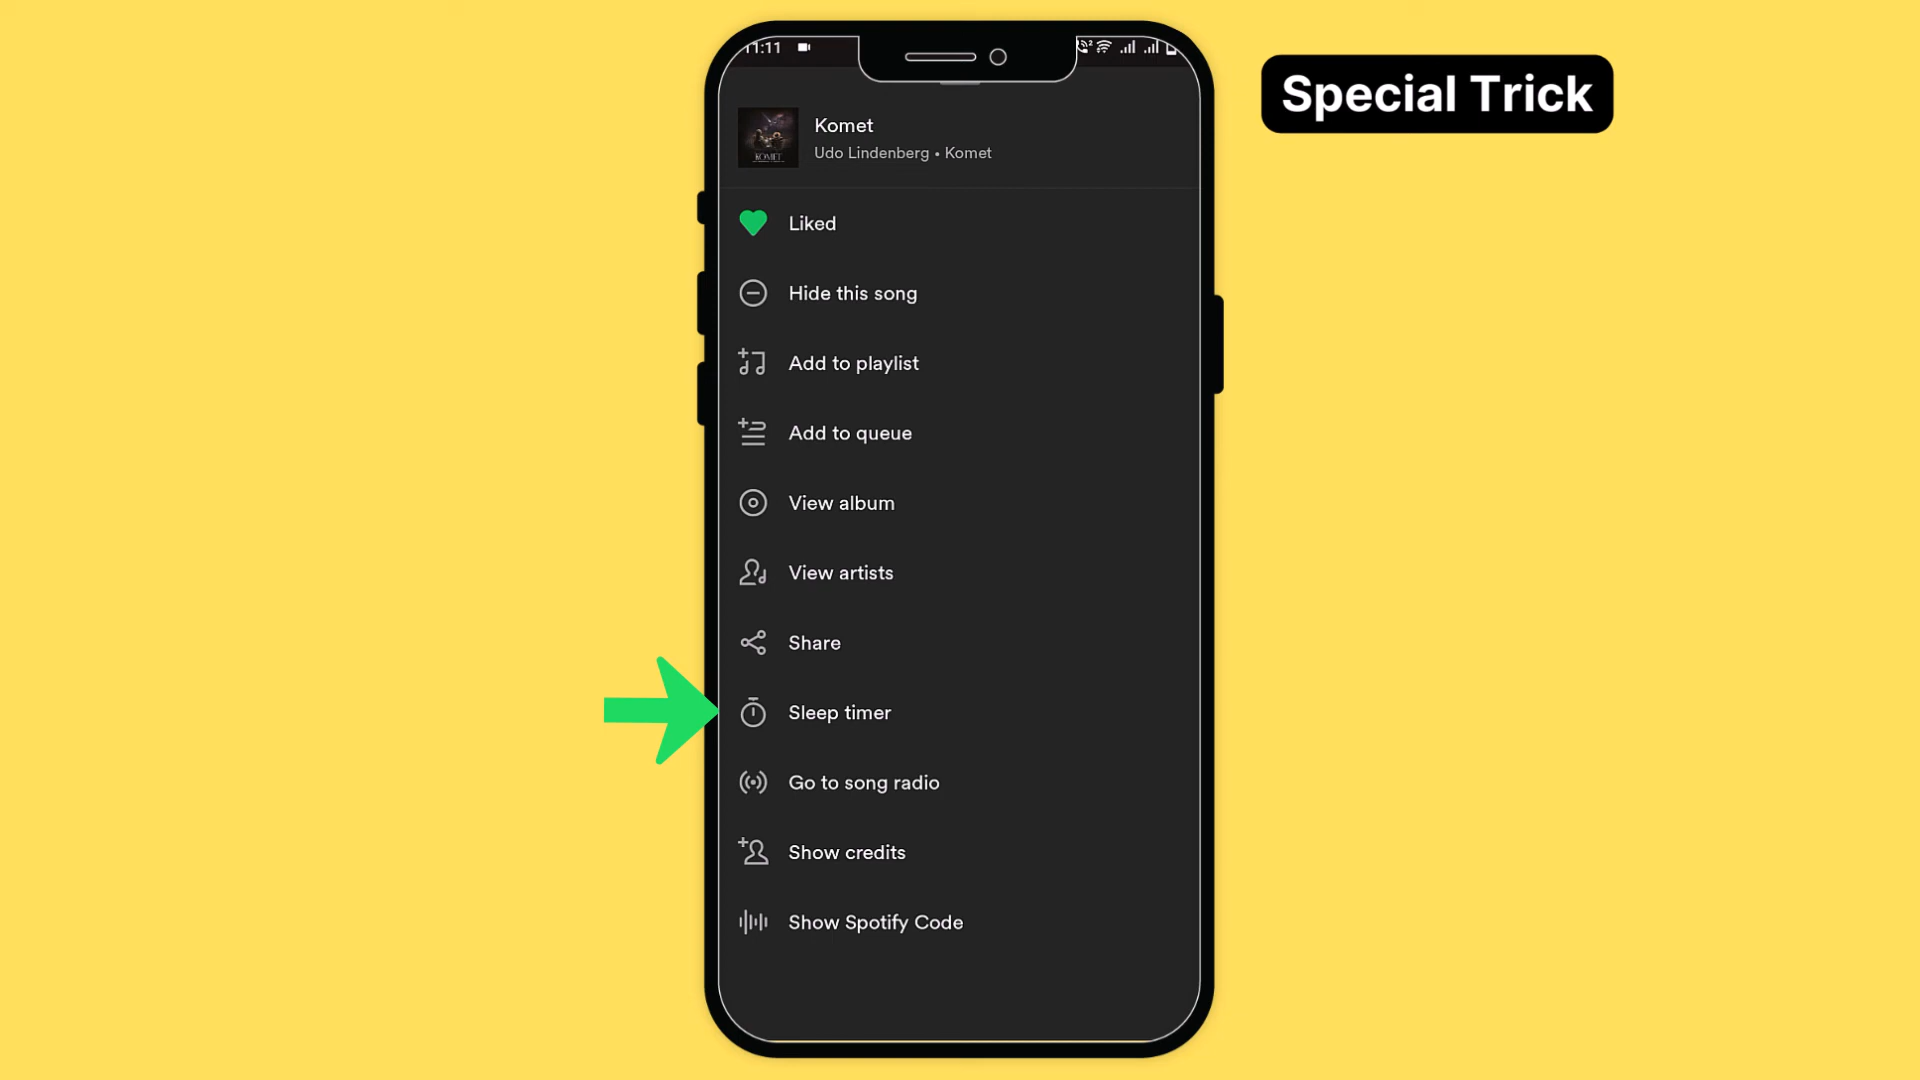 11:11
Special Trick
Komet
Udo Lindenberg • Komet
KOMET
Liked
Hide this song
Add to playlist
Add to queue
View album
View artists
Share
Sleep timer
Go to song radio
Show credits
Show Spotify Code